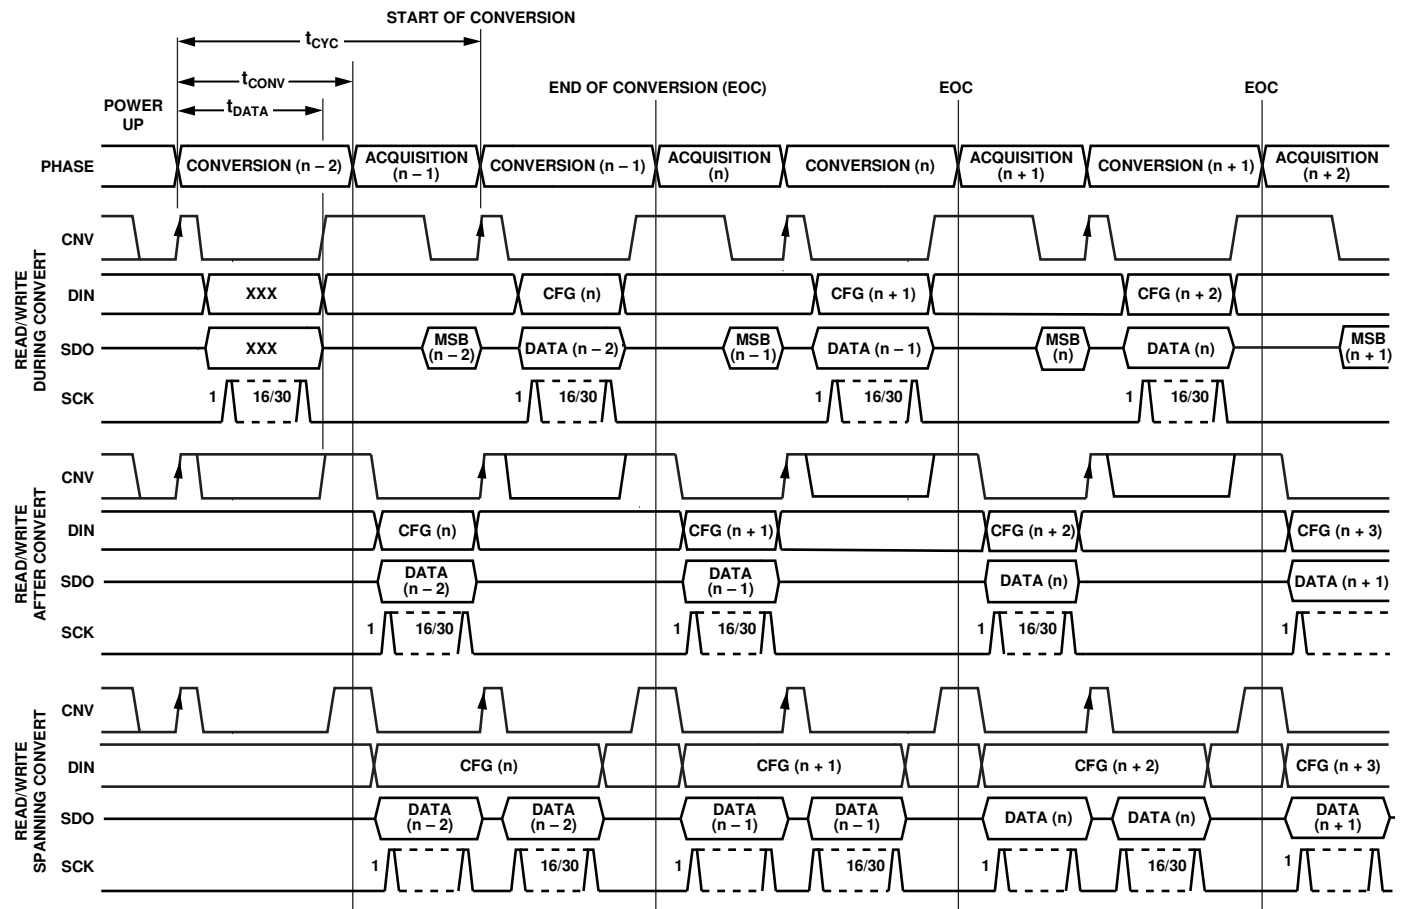 START OF CONVERSION
tCYC
tCONV
END OF CONVERSION (EOC) EOC EOC
POWER
UP
tDATA
PHASE CONVERSION (n – 2) ACQUISITION
(n – 1) CONVERSION (n – 1) ACQUISITION
(n) CONVERSION (n) ACQUISITION
(n + 1) CONVERSION (n + 1) ACQUISITION
(n + 2)
READ/WRITE
DURING CONVERT
CNV
DIN XXX CFG (n) CFG (n + 1) CFG (n + 2)
SDO XXX MSB
(n – 2) DATA (n – 2) MSB
(n – 1) DATA (n – 1) MSB
(n) DATA (n) MSB
(n + 1)
SCK 1 16/30 1 16/30 1 16/30 1 16/30
READ/WRITE
AFTER CONVERT
CNV
DIN CFG (n) CFG (n + 1) CFG (n + 2) CFG (n + 3)
SDO DATA
(n – 2) DATA
(n – 1) DATA (n) DATA (n + 1)
SCK 1 16/30 1 16/30 1 16/30 1
READ/WRITE
SPANNING CONVERT
CNV
DIN CFG (n) CFG (n + 1) CFG (n + 2) CFG (n + 3)
SDO DATA
(n – 2) DATA
(n – 2) DATA
(n – 1) DATA
(n – 1) DATA (n) DATA (n) DATA
(n + 1)
SCK 1 16/30 1 16/30 1 16/30 1